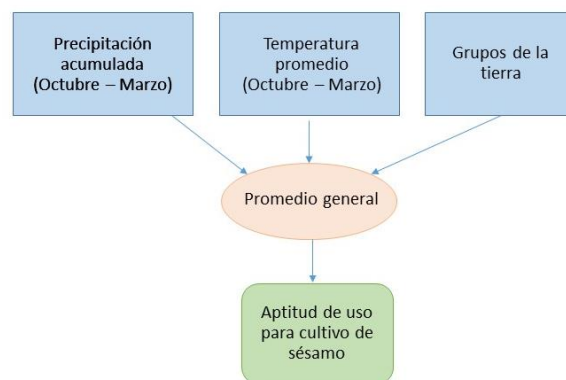 Precipitación
acumulada
(Octubre – Marzo)
Temperatura
promedio
(Octubre – Marzo)
Grupos de la
tierra
Promedio general
Aptitud de uso
para cultivo de
sésamo